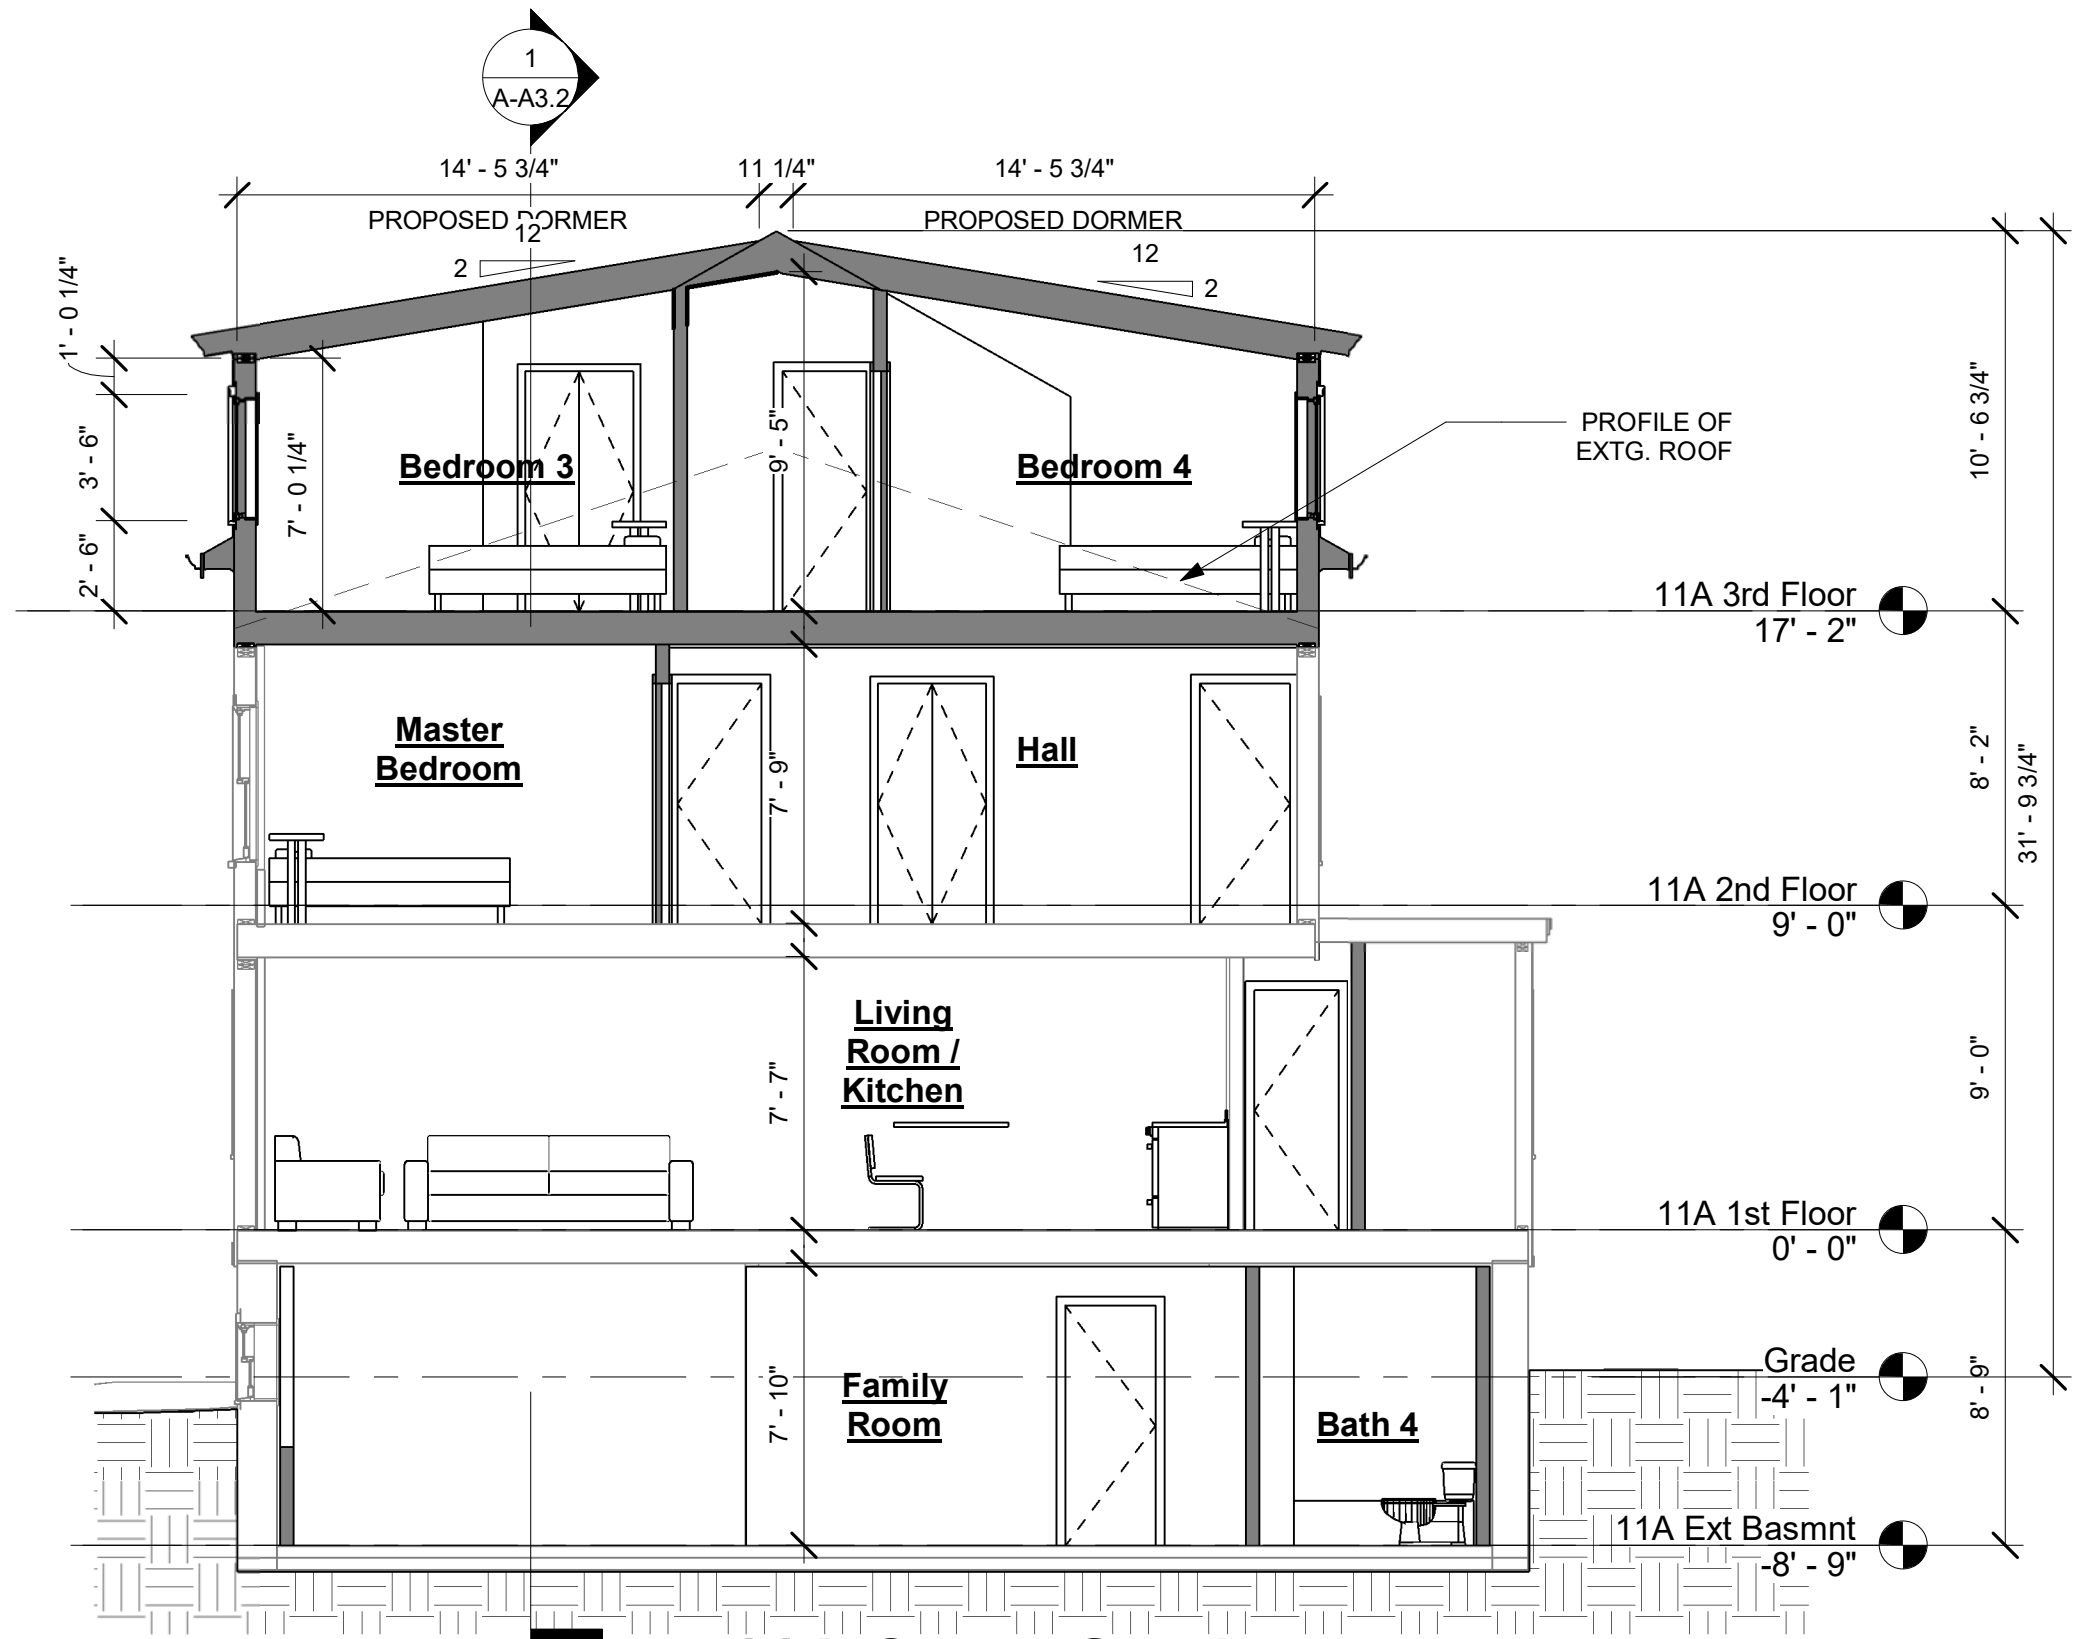 1
A-A3.2
14' - 5 3/4"
11 1/4"
14' - 5 3/4"
PROPOSED DORMER
PROPOSED DORMER
12
2
12
2
1' - 0 1/4"
3' - 6"
2' - 6"
7' - 0 1/4"
9' - 5"
Bedroom 3
Bedroom 4
PROFILE OF
EXTG. ROOF
10' - 6 3/4"
11A 3rd Floor
17' - 2"
Master
Bedroom
7' - 9"
Hall
8' - 2"
31' - 9 3/4"
11A 2nd Floor
9' - 0"
Living
Room /
Kitchen
7' - 7"
9' - 0"
11A 1st Floor
0' - 0"
Family
Room
7' - 10"
Bath 4
Grade
-4' - 1"
8' - 9"
11A Ext Basmnt
-8' - 9"